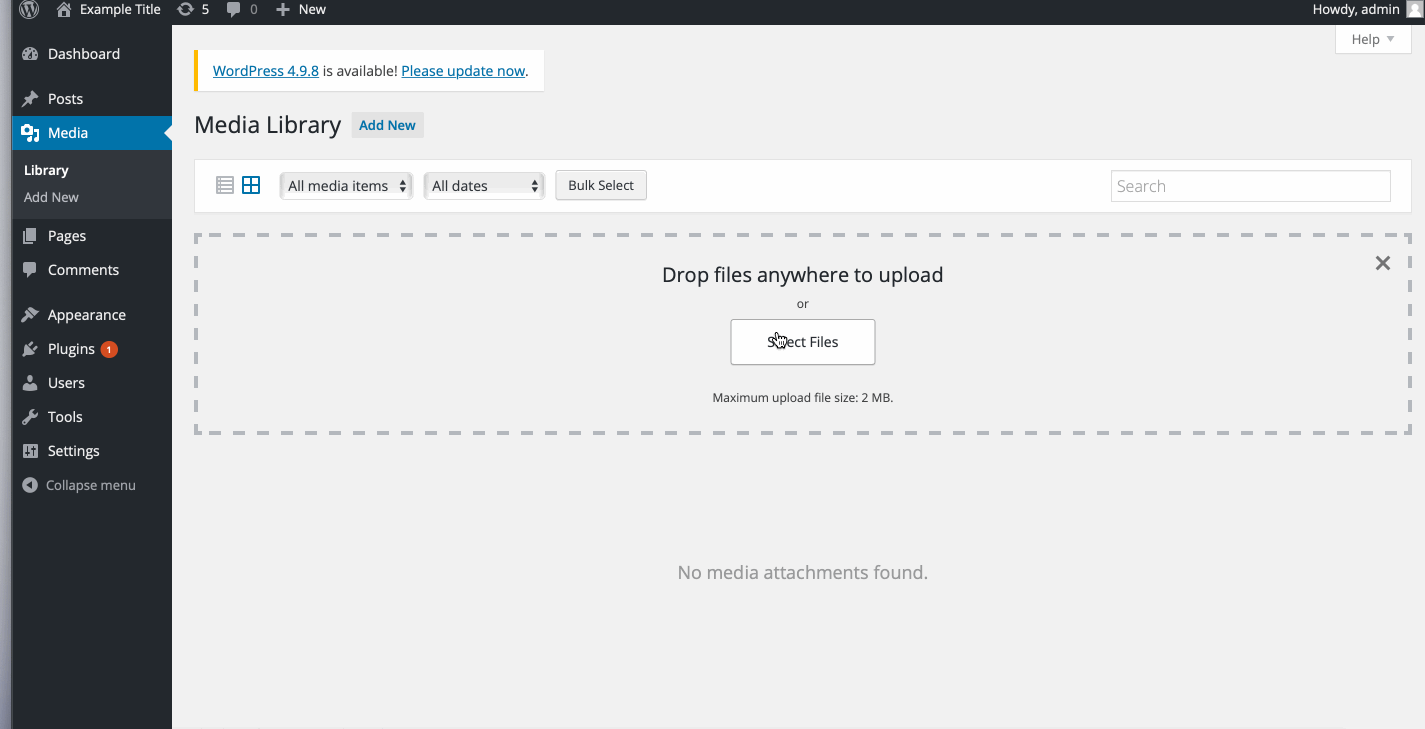 Example Title 5 0 New Howdy, admin
Help
Dashboard
Posts
Media
Library
Add New
Pages
Comments
Appearance
Plugins 1
Users
Tools
Settings
Collapse menu
WordPress 4.9.8 is available! Please update now.
Media Library Add New
All media items All dates Bulk Select Search
Drop files anywhere to upload
or
Select Files
Maximum upload file size: 2 MB.
No media attachments found.